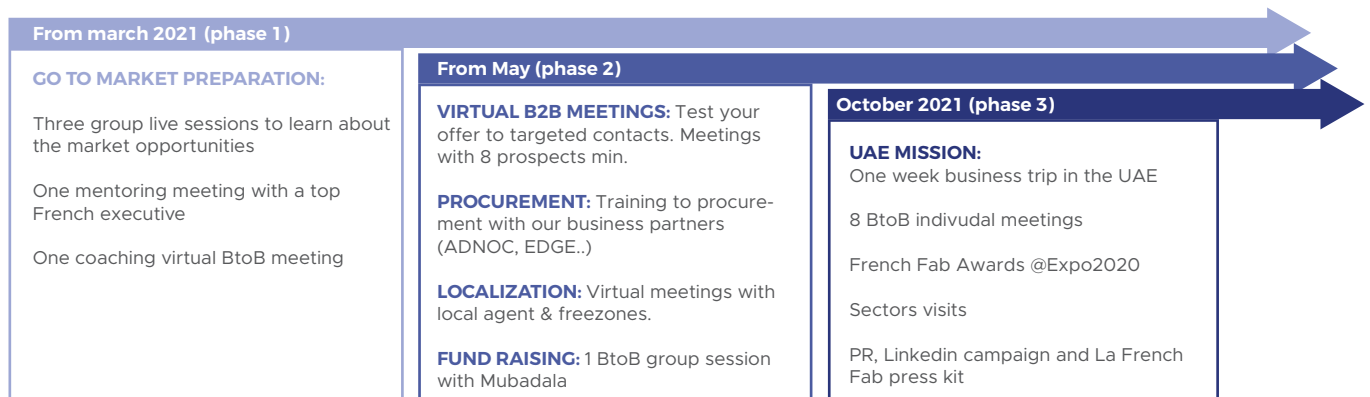 From march 2021 (phase 1)
GO TO MARKET PREPARATION:
Three group live sessions to learn about
the market opportunities
One mentoring meeting with a top
French executive
One coaching virtual BtoB meeting
From May (phase 2)
VIRTUAL B2B MEETINGS: Test your
offer to targeted contacts. Meetings
with 8 prospects min.
PROCUREMENT: Training to procure-
ment with our business partners
(ADNOC, EDGE..)
LOCALIZATION: Virtual meetings with
local agent & freezones.
FUND RAISING: 1 BtoB group session
with Mubadala
October 2021 (phase 3)
UAE MISSION:
One week business trip in the UAE
8 BtoB indivudal meetings
French Fab Awards @Expo2020
Sectors visits
PR, Linkedin campaign and La French
Fab press kit